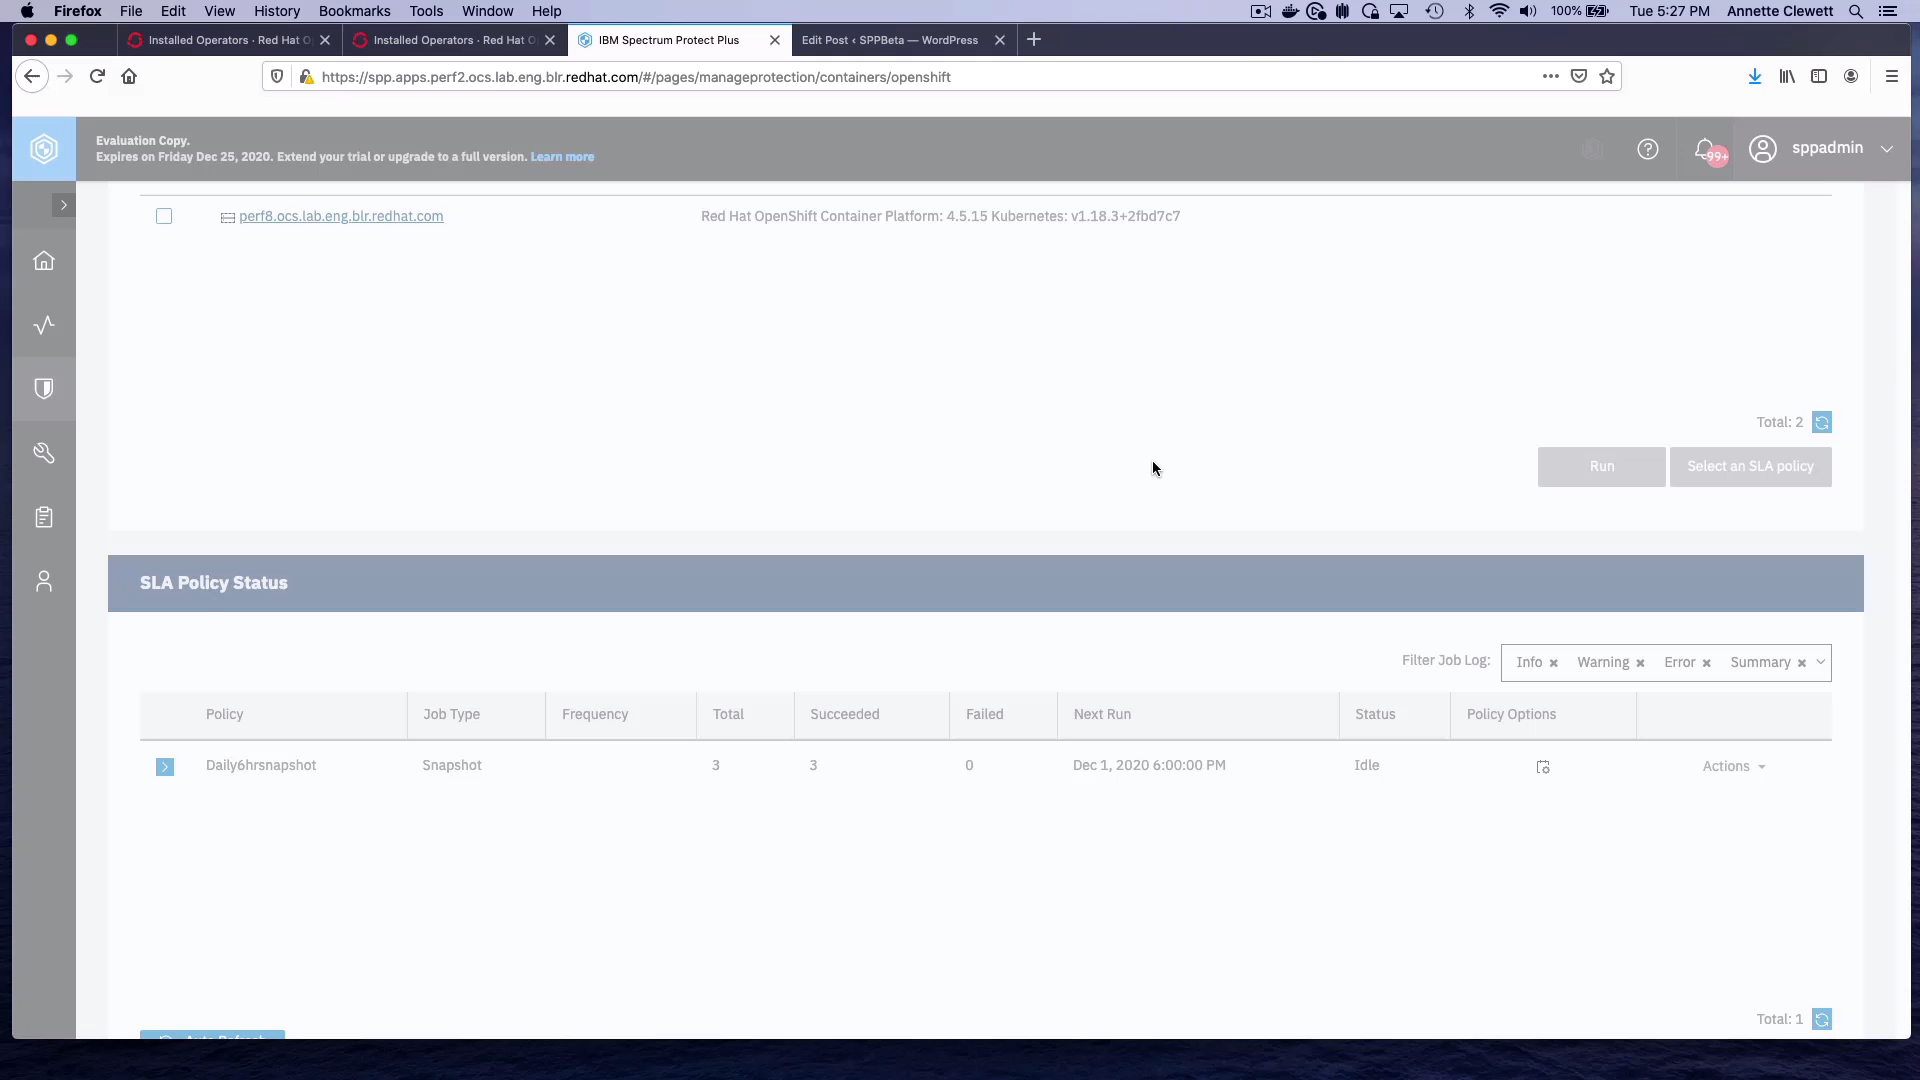 Firefox File Edit View History Bookmarks Tools Window Help 100% Tue 5:27 PM Annette Clewett
Installed Operators · Red Hat O Installed Operators · Red Hat O IBM Spectrum Protect Plus Edit Post ‹ SPPBeta — WordPress
https://spp.apps.perf2.ocs.lab.eng.blr.redhat.com/#/pages/manageprotection/containers/openshift
Evaluation Copy.
Expires on Friday Dec 25, 2020. Extend your trial or upgrade to a full version. Learn more
99+ sppadmin
perf8.ocs.lab.eng.blr.redhat.com Red Hat OpenShift Container Platform: 4.5.15 Kubernetes: v1.18.3+2fbd7c7
Total: 2
Run Select an SLA policy
SLA Policy Status
Filter Job Log: Info Warning Error Summary
Policy Job Type Frequency Total Succeeded Failed Next Run Status Policy Options
Daily6hrsnapshot Snapshot 3 3 0 Dec 1, 2020 6:00:00 PM Idle Actions
Total: 1